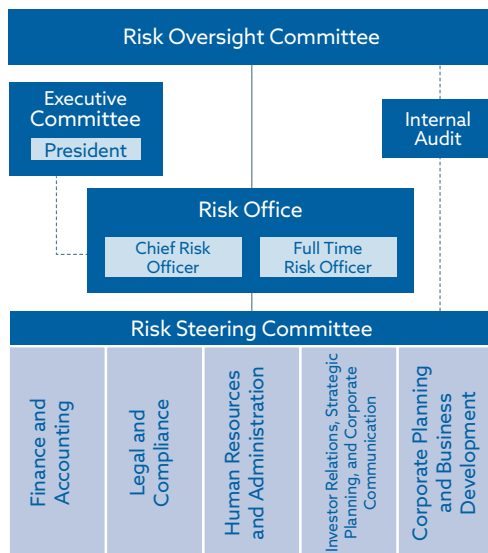 Risk Oversight Committee
Executive
Committee
President
Internal
Audit
Risk Office
Chief Risk
Officer
Full Time
Risk Officer
Risk Steering Committee
Finance and
Accounting
Legal and
Compliance
Human Resources
and Administration
Investor Relations, Strategic
Planning, and Corporate
Communication
Corporate Planning
and Business
Development